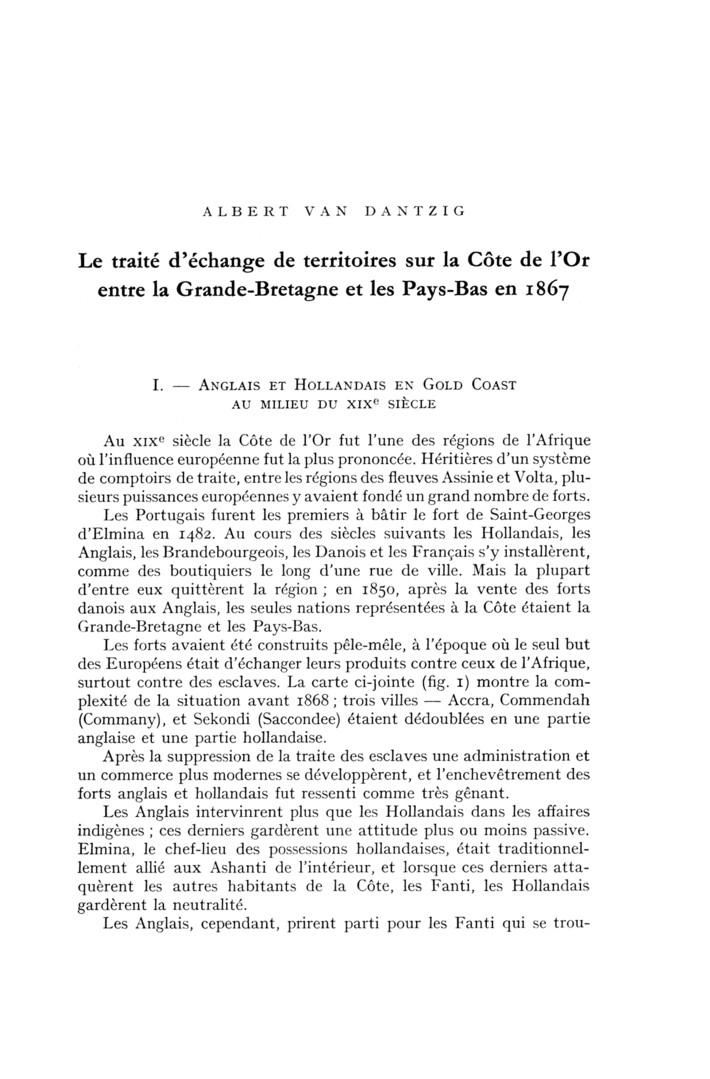 ALBERT VAN DANTZIG
Le traité d'échange de territoires sur la Côte de l'Or
entre la Grande-Bretagne et les Pays-Bas en 1867
I. — Anglais et Hollandais en Gold Coast
au milieu du XIXe siècle
Au XIXe siècle la Côte de l'Or fut l'une des régions de l'Afrique
où l'influence européenne fut la plus prononcée. Héritières d'un système
de comptoirs de traite, entre les régions des fleuves Assinie et Volta, plu-
sieurs puissances européennes y avaient fondé un grand nombre de forts.
Les Portugais furent les premiers à bâtir le fort de Saint-Georges
d'Elmina en 1482. Au cours des siècles suivants les Hollandais, les
Anglais, les Brandebourgeois, les Danois et les Français s'y installèrent,
comme des boutiquiers le long d'une rue de ville. Mais la plupart
d'entre eux quittèrent la région ; en 1850, après la vente des forts
danois aux Anglais, les seules nations représentées à la Côte étaient la
Grande-Bretagne et les Pays-Bas.
Les forts avaient été construits pêle-mêle, à l'époque où le seul but
des Européens était d'échanger leurs produits contre ceux de l'Afrique,
surtout contre des esclaves. La carte ci-jointe (fig. 1) montre la com-
plexité de la situation avant 1868 ; trois villes — Accra, Commendah
(Commany), et Sekondi (Saccondee) étaient dédoublées en une partie
anglaise et une partie hollandaise.
Après la suppression de la traite des esclaves une administration et
un commerce plus modernes se développèrent, et l'enchevêtrement des
forts anglais et hollandais fut ressenti comme très gênant.
Les Anglais intervinrent plus que les Hollandais dans les affaires
indigènes ; ces derniers gardèrent une attitude plus ou moins passive.
Elmina, le chef-lieu des possessions hollandaises, était traditionnel-
lement allié aux Ashanti de l'intérieur, et lorsque ces derniers atta-
quèrent les autres habitants de la Côte, les Fanti, les Hollandais
gardèrent la neutralité.
Les Anglais, cependant, prirent parti pour les Fanti qui se trou-